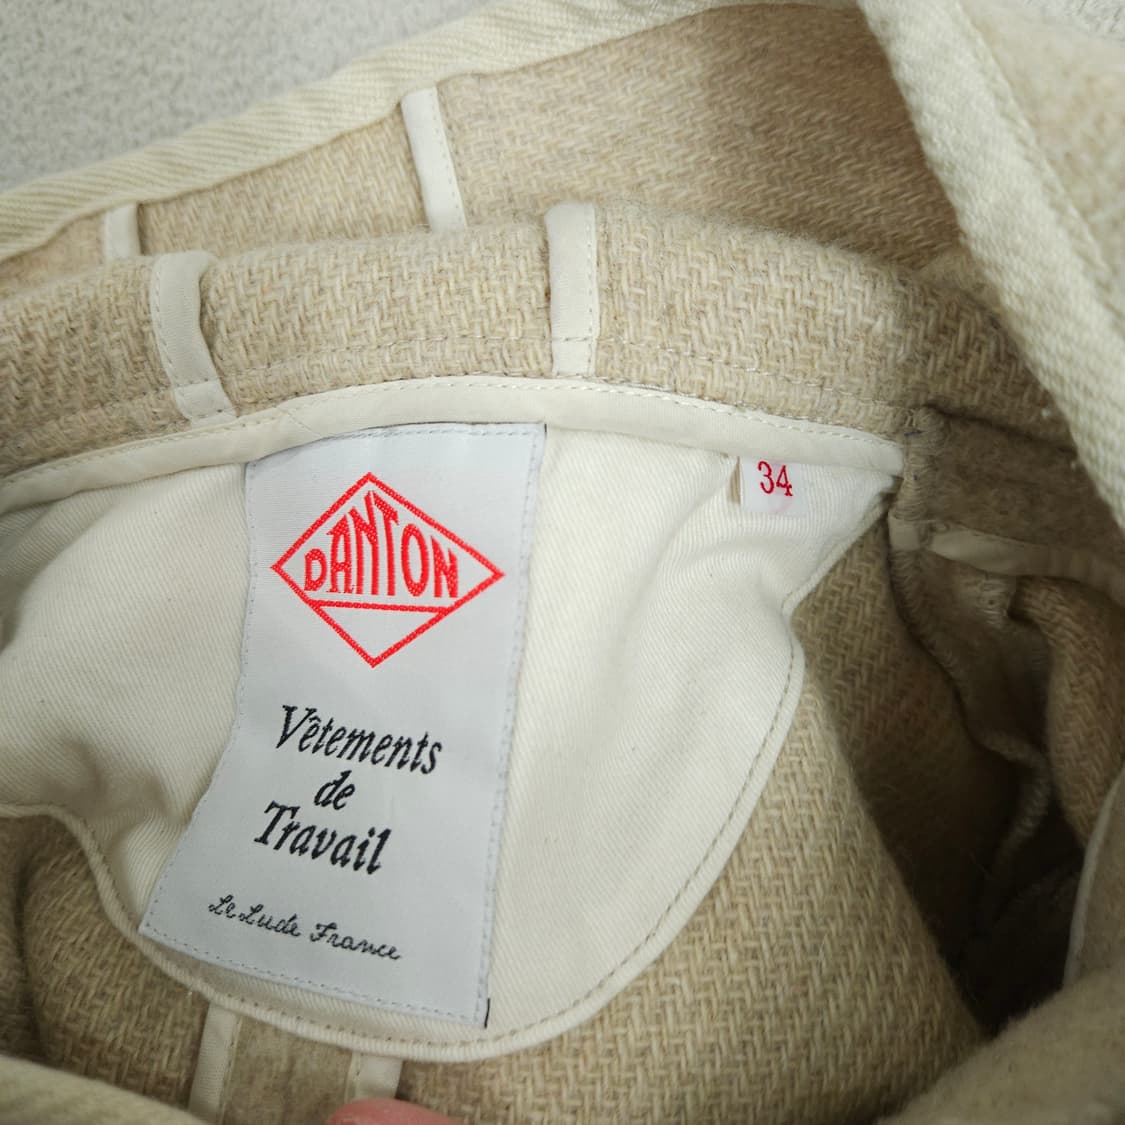 DANTON
Vêtements
de
Travail
Le Lude France
34